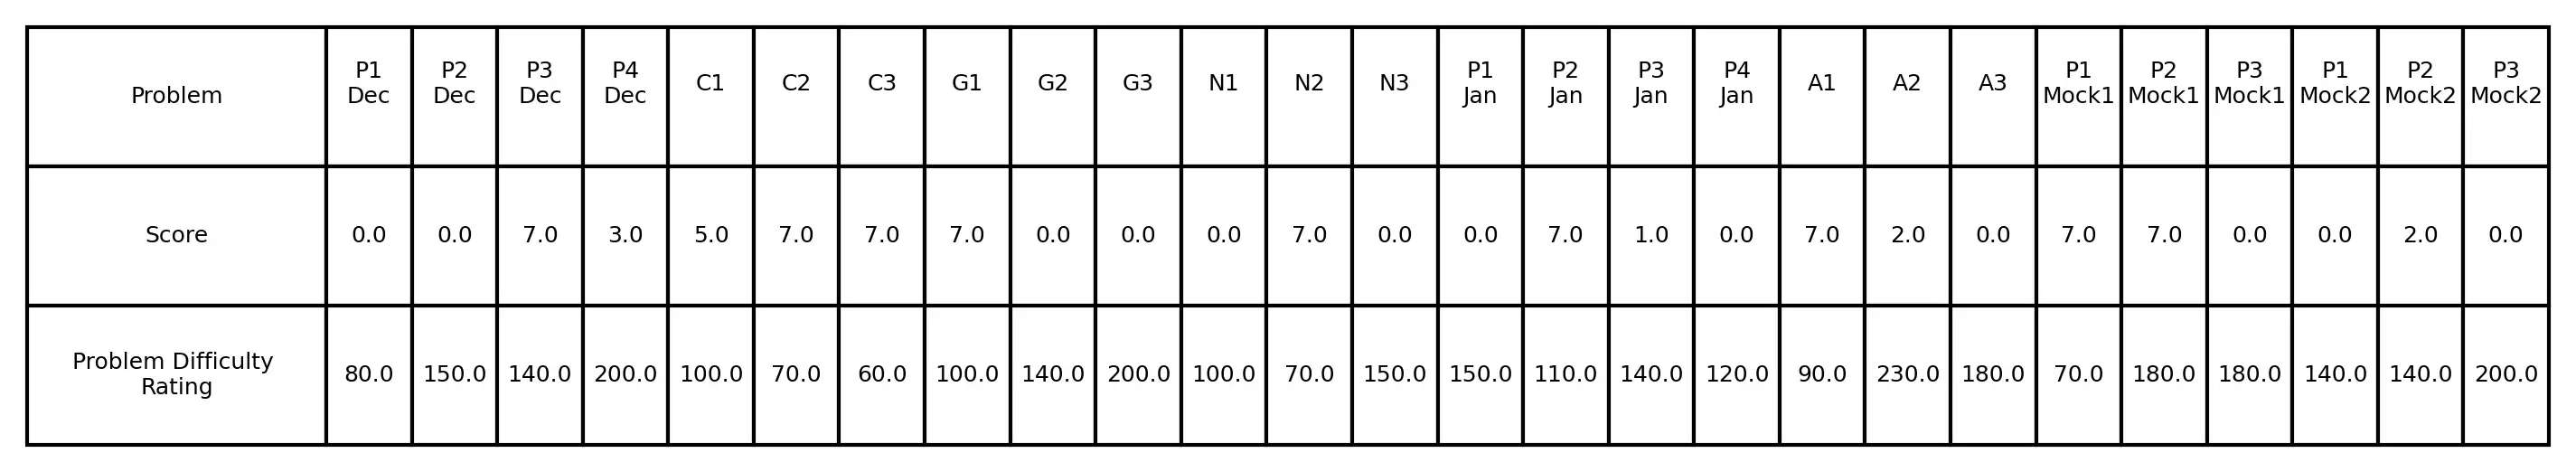 Problem
P1
Dec
P2
Dec
P3
Dec
P4
Dec
C1
C2
C3
G1
G2
G3
N1
N2
N3
P1
Jan
P2
Jan
P3
Jan
P4
Jan
A1
A2
A3
P1
Mock1
P2
Mock1
P3
Mock1
P1
Mock2
P2
Mock2
P3
Mock2
Score
0.0
0.0
7.0
3.0
5.0
7.0
7.0
7.0
0.0
0.0
0.0
7.0
0.0
0.0
7.0
1.0
0.0
7.0
2.0
0.0
7.0
7.0
0.0
0.0
2.0
0.0
Problem Difficulty
Rating
80.0
150.0
140.0
200.0
100.0
70.0
60.0
100.0
140.0
200.0
100.0
70.0
150.0
150.0
110.0
140.0
120.0
90.0
230.0
180.0
70.0
180.0
180.0
140.0
140.0
200.0